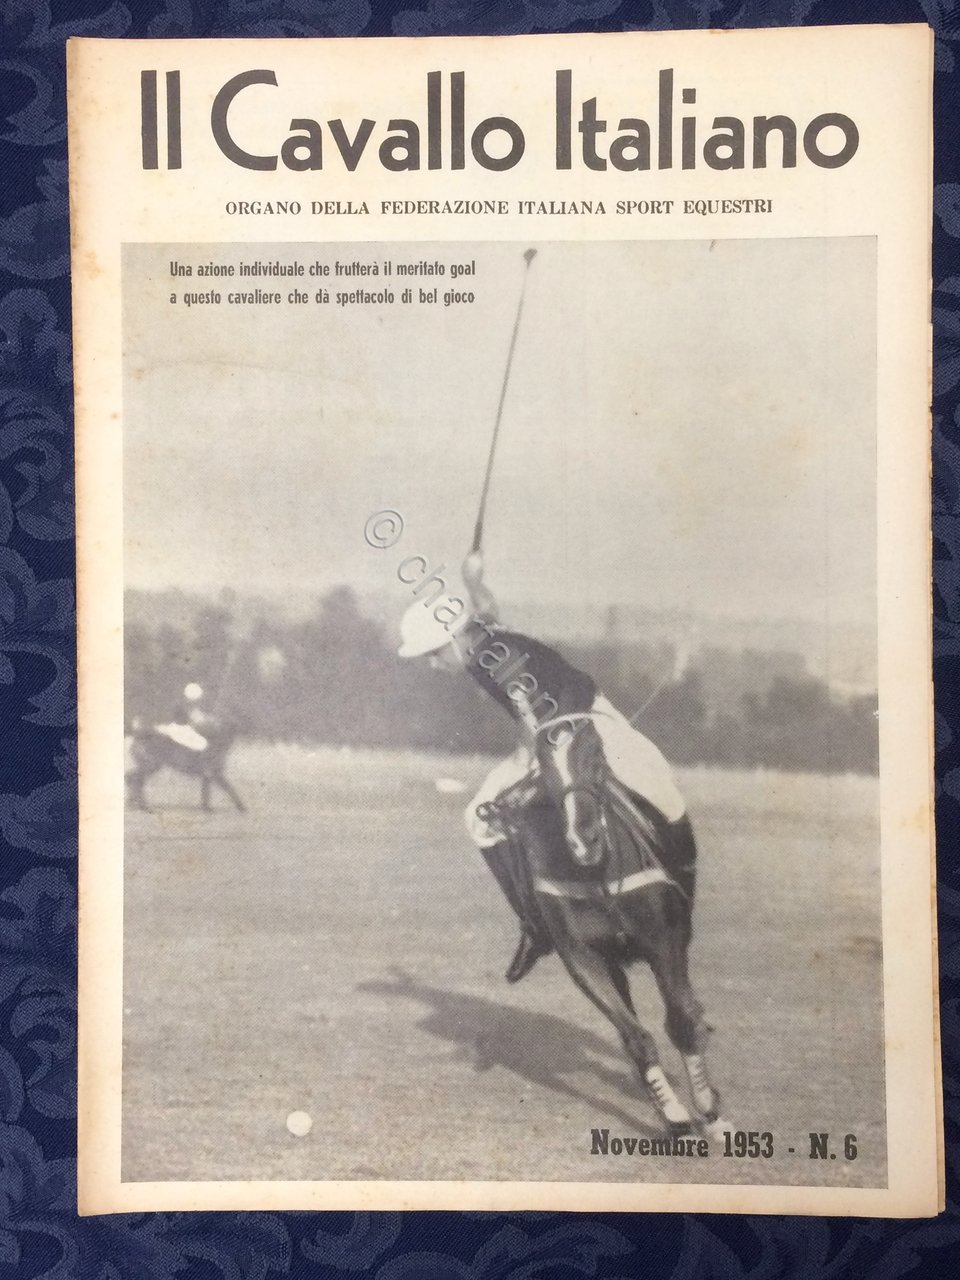 Il Cavallo Italiano
ORGANO DELLA FEDERAZIONE ITALIANA SPORT EQUESTRI
Una azione individuale che frutterà il meritato goal
a questo cavaliere che dà spettacolo di bel gioco
© chartaland
Novembre 1953 - N. 6